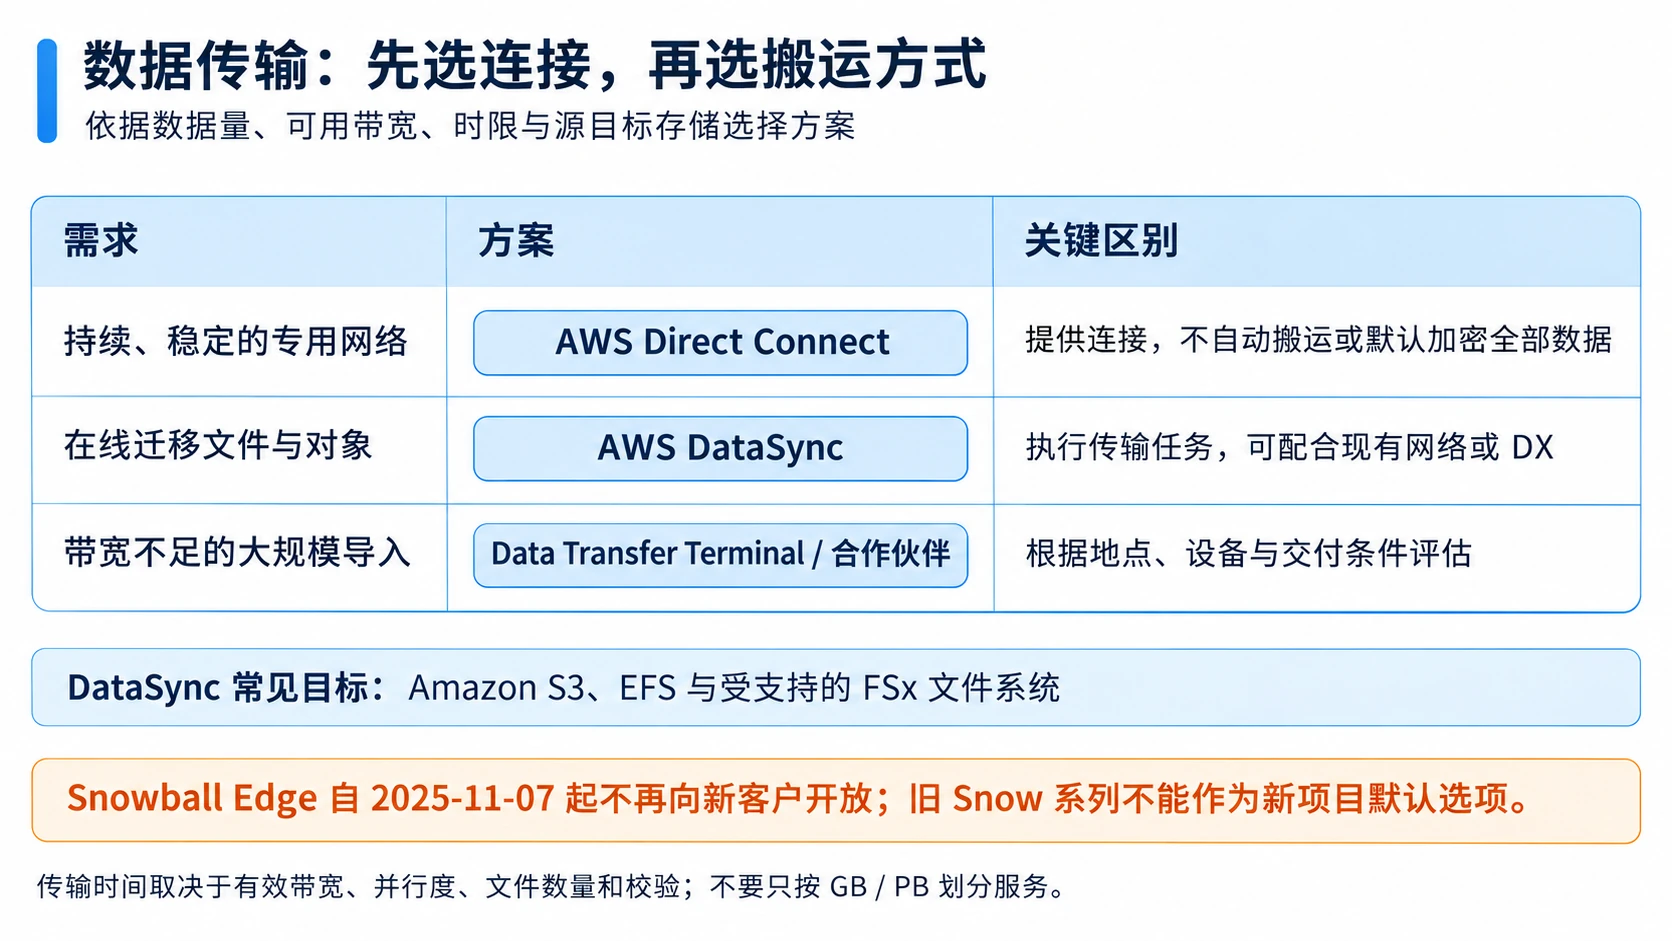 数据传输：先选连接，再选搬运方式
依据数据量、可用带宽、时限与源目标存储选择方案
需求
方案
关键区别
持续、稳定的专用网络
AWS Direct Connect
提供连接，不自动搬运或默认加密全部数据
在线迁移文件与对象
AWS DataSync
执行传输任务，可配合现有网络或 DX
带宽不足的大规模导入
Data Transfer Terminal / 合作伙伴
根据地点、设备与交付条件评估
DataSync 常见目标： Amazon S3、EFS 与受支持的 FSx 文件系统
Snowball Edge 自 2025-11-07 起不再向新客户开放；旧 Snow 系列不能作为新项目默认选项。
传输时间取决于有效带宽、并行度、文件数量和校验；不要只按 GB / PB 划分服务。